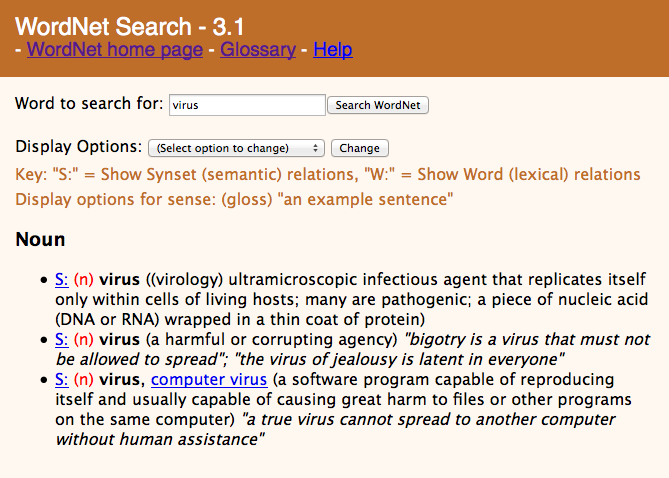 WordNet Search - 3.1
- WordNet home page - Glossary - Help
Word to search for: virus Search WordNet
Display Options: (Select option to change) Change
Key: "S:" = Show Synset (semantic) relations, "W:" = Show Word (lexical) relations
Display options for sense: (gloss) "an example sentence"
Noun
• S: (n) virus ((virology) ultramicroscopic infectious agent that replicates itself
only within cells of living hosts; many are pathogenic; a piece of nucleic acid
(DNA or RNA) wrapped in a thin coat of protein)
• S: (n) virus (a harmful or corrupting agency) "bigotry is a virus that must not
be allowed to spread"; "the virus of jealousy is latent in everyone"
• S: (n) virus, computer virus (a software program capable of reproducing
itself and usually capable of causing great harm to files or other programs
on the same computer) "a true virus cannot spread to another computer
without human assistance"